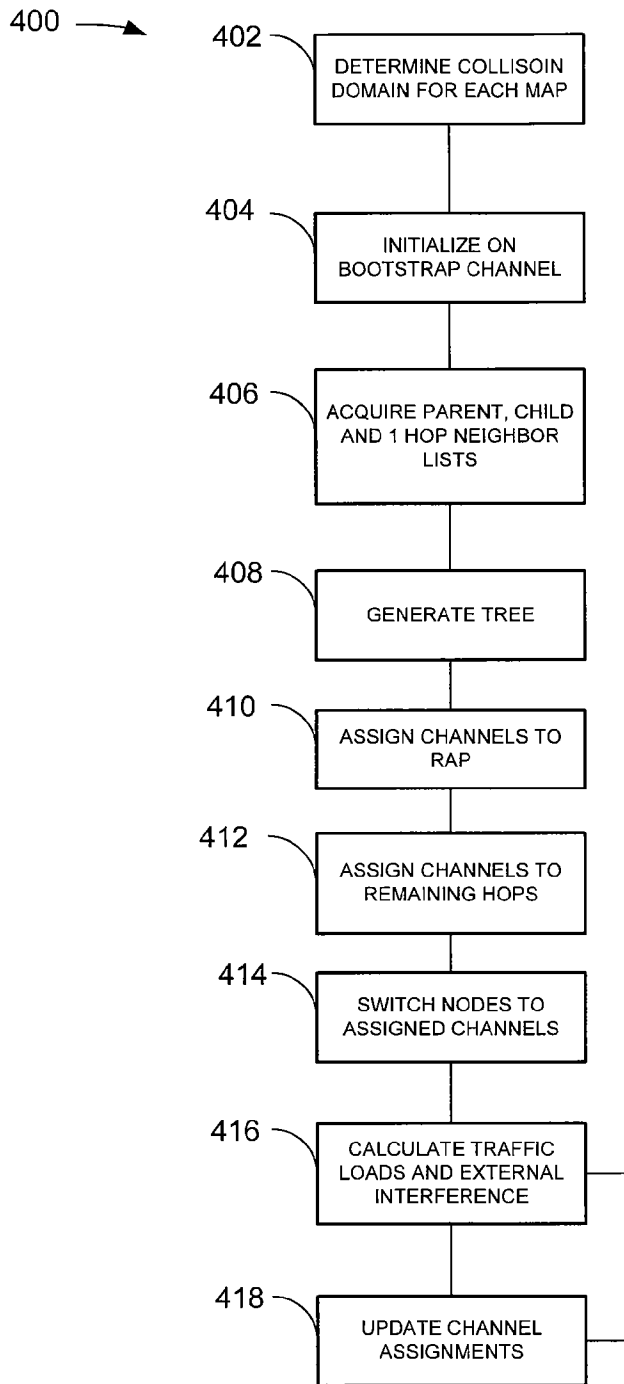 400
402
DETERMINE COLLISOIN
DOMAIN FOR EACH MAP
404
INITIALIZE ON
BOOTSTRAP CHANNEL
406
ACQUIRE PARENT, CHILD
AND 1 HOP NEIGHBOR
LISTS
408
GENERATE TREE
410
ASSIGN CHANNELS TO
RAP
412
ASSIGN CHANNELS TO
REMAINING HOPS
414
SWITCH NODES TO
ASSIGNED CHANNELS
416
CALCULATE TRAFFIC
LOADS AND EXTERNAL
INTERFERENCE
418
UPDATE CHANNEL
ASSIGNMENTS